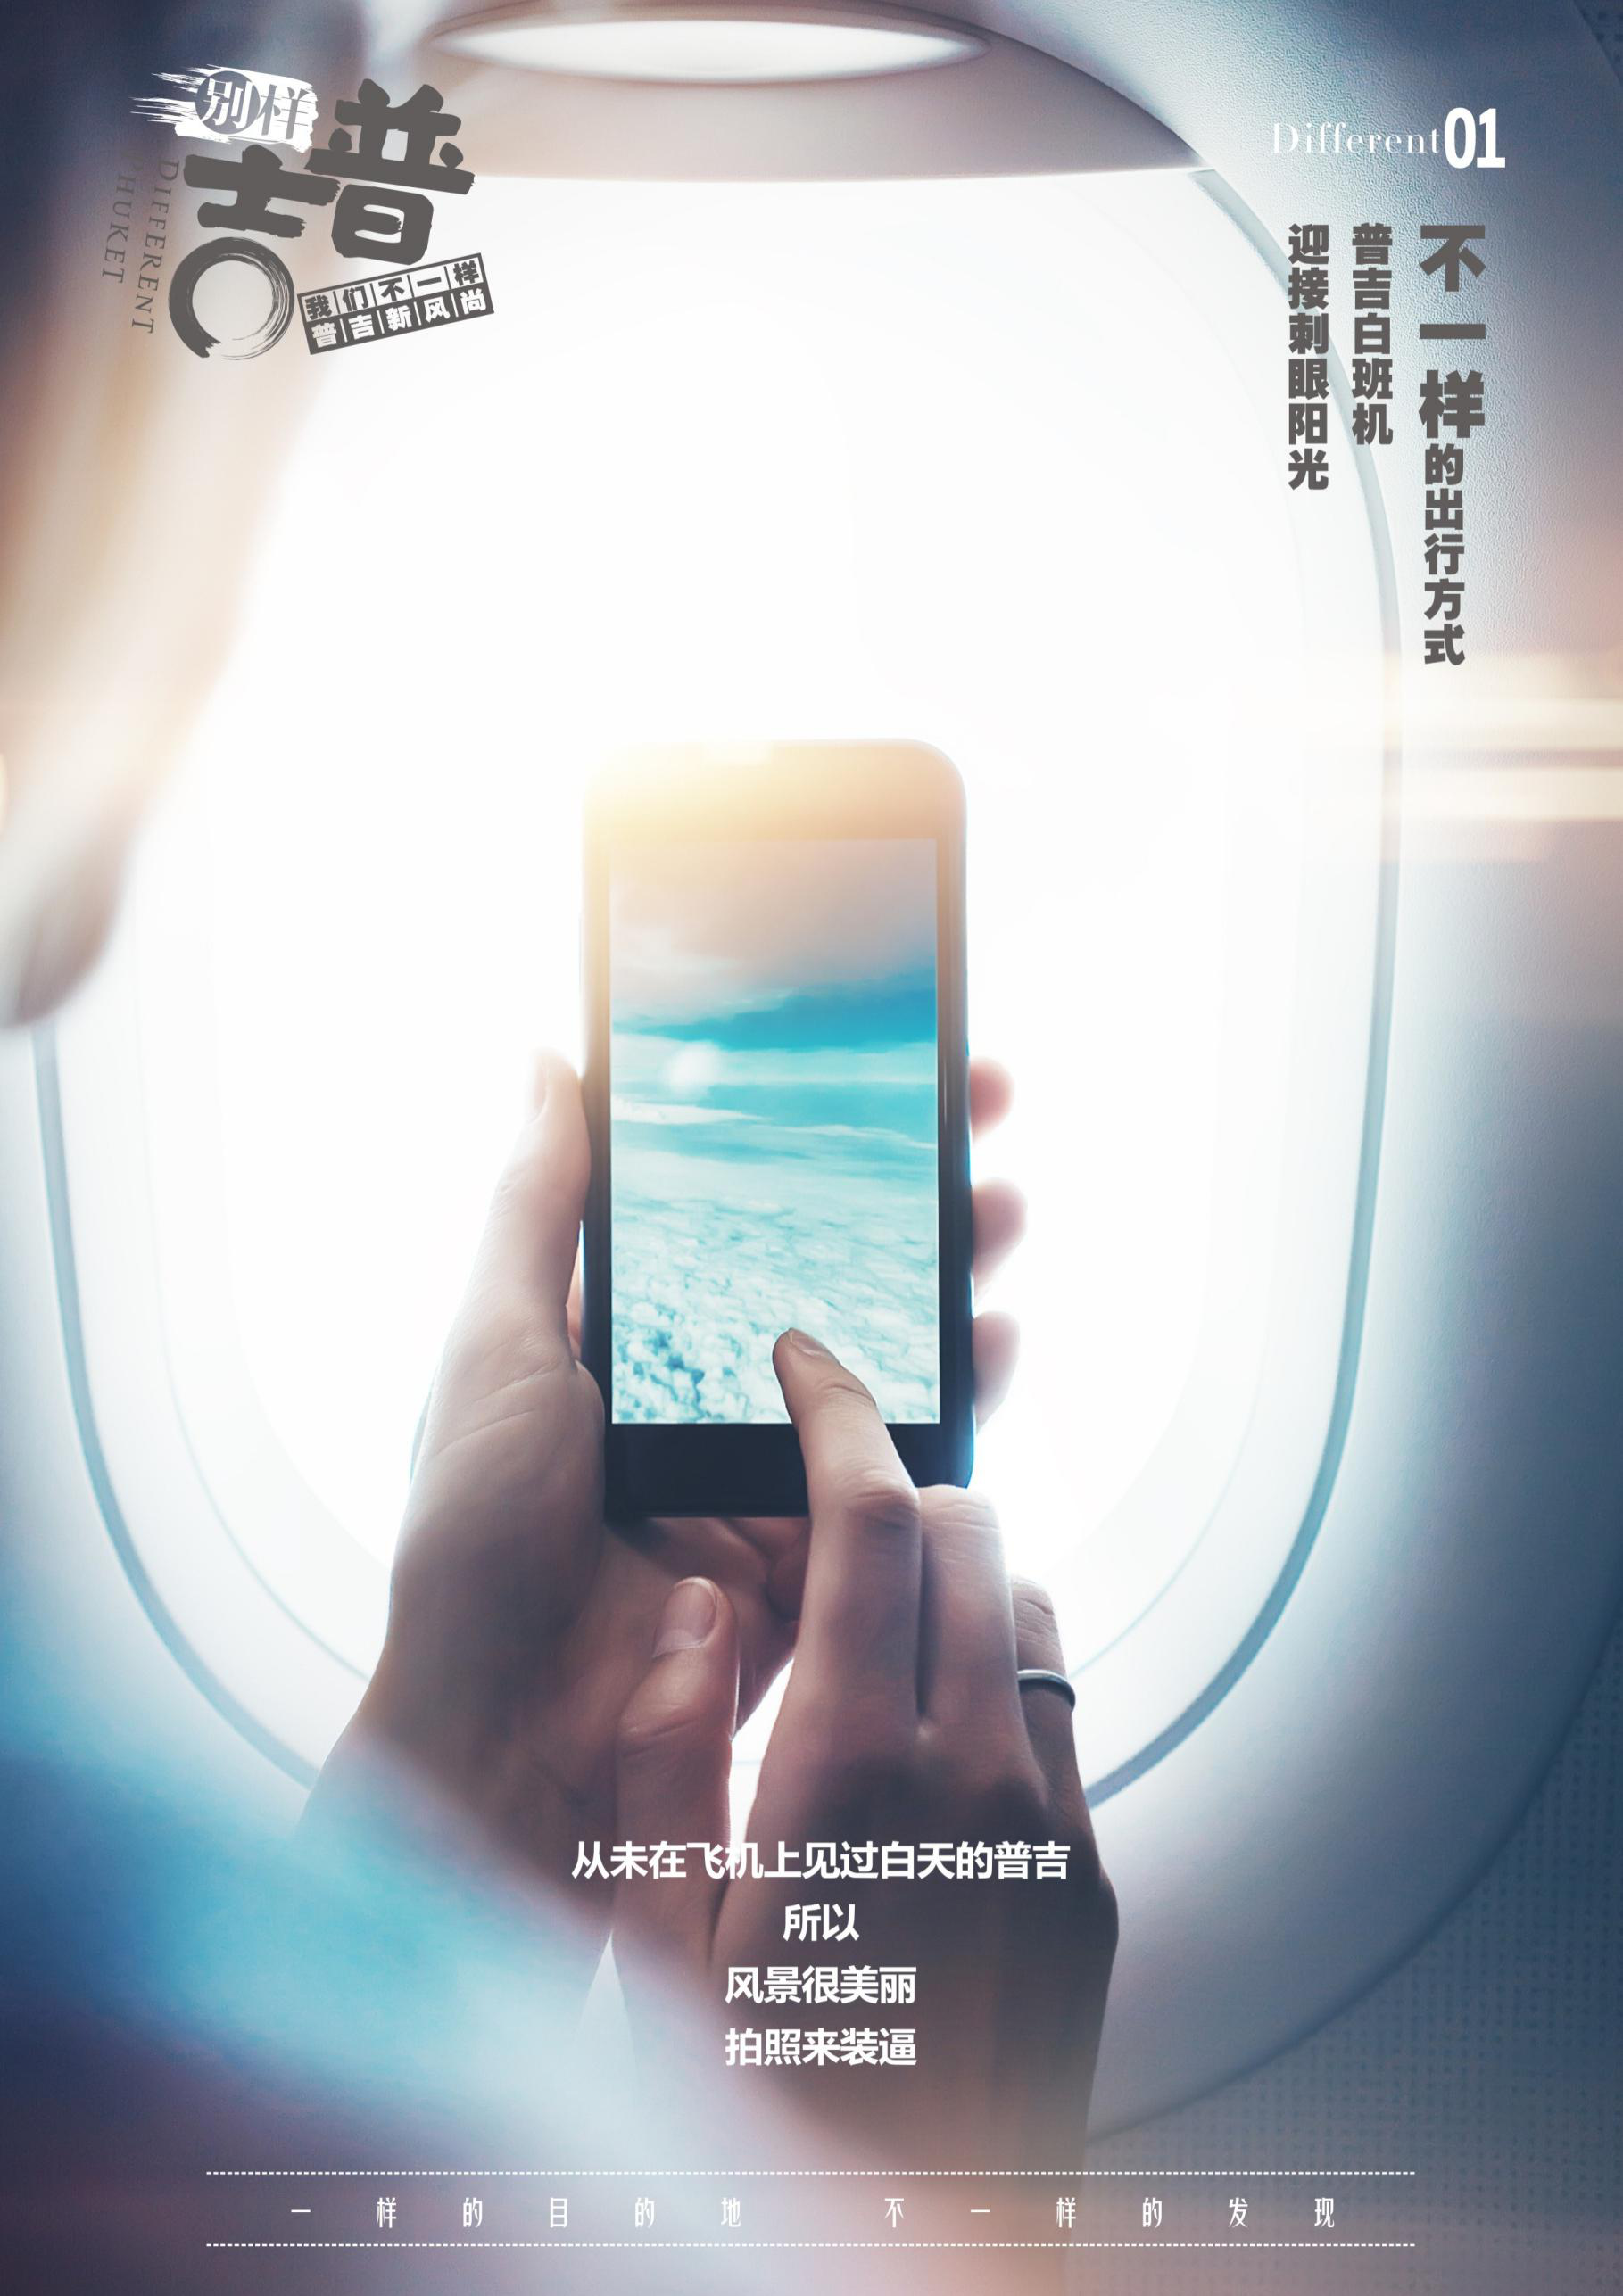 别样
普吉
DIFFERENT
PHUKET
我们不一样
普吉新风尚
Different01
不一样的出行方式
普吉白班机
迎接刺眼阳光
从未在飞机上见过白天的普吉
所以
风景很美丽
拍照来装逼
一样的目的地 不一样的发现